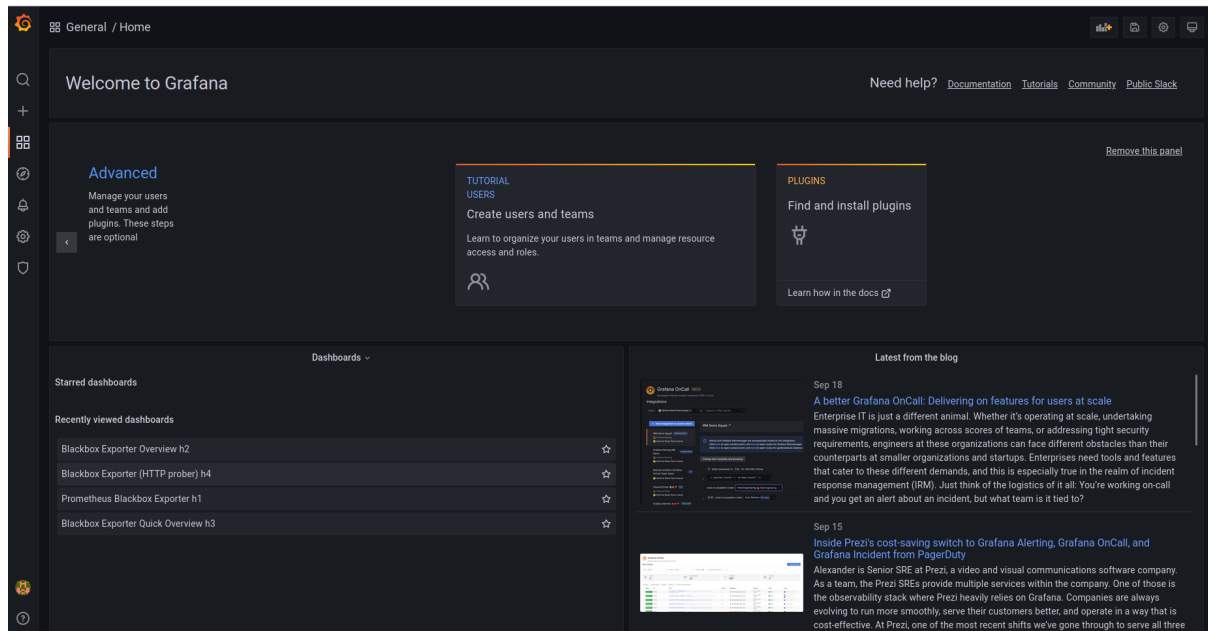 General / Home
Welcome to Grafana
Need help?
Documentation
Tutorials
Community
Public Slack
Remove this panel
Advanced
Manage your users
and teams and add
plugins. These steps
are optional
TUTORIAL
USERS
Create users and teams
Learn to organize your users in teams and manage resource
access and roles.
PLUGINS
Find and install plugins
Learn how in the docs
Dashboards
Starred dashboards
Recently viewed dashboards
Blackbox Exporter Overview h2
Blackbox Exporter (HTTP prober) h4
Prometheus Blackbox Exporter h1
Blackbox Exporter Quick Overview h3
Latest from the blog
Grafana OnCall
Integrations
Sep 18
A better Grafana OnCall: Delivering on features for users at scale
Enterprise IT is just a different animal. Whether it's operating at scale, undertaking
massive migrations, working across scores of teams, or addressing tight security
requirements, engineers at these organizations can face different obstacles than their
counterparts at smaller organizations and startups. Enterprises need tools and features
that cater to these different demands, and this is especially true in the realm of incident
response management (IRM). Just think of the logistics of it all: You're working on-call
and you get an alert about an incident, but what team is it tied to?
Sep 15
Inside Prezi's cost-saving switch to Grafana Alerting, Grafana OnCall, and
Grafana Incident from PagerDuty
Alexander is Senior SRE at Prezi, a video and visual communications software company.
As a team, the Prezi SREs provide multiple services within the company. One of those is
the observability stack where Prezi heavily relies on Grafana. Companies are always
evolving to run more smoothly, serve their customers better, and operate in a way that is
cost-effective. At Prezi, one of the most recent shifts we've gone through to serve all three